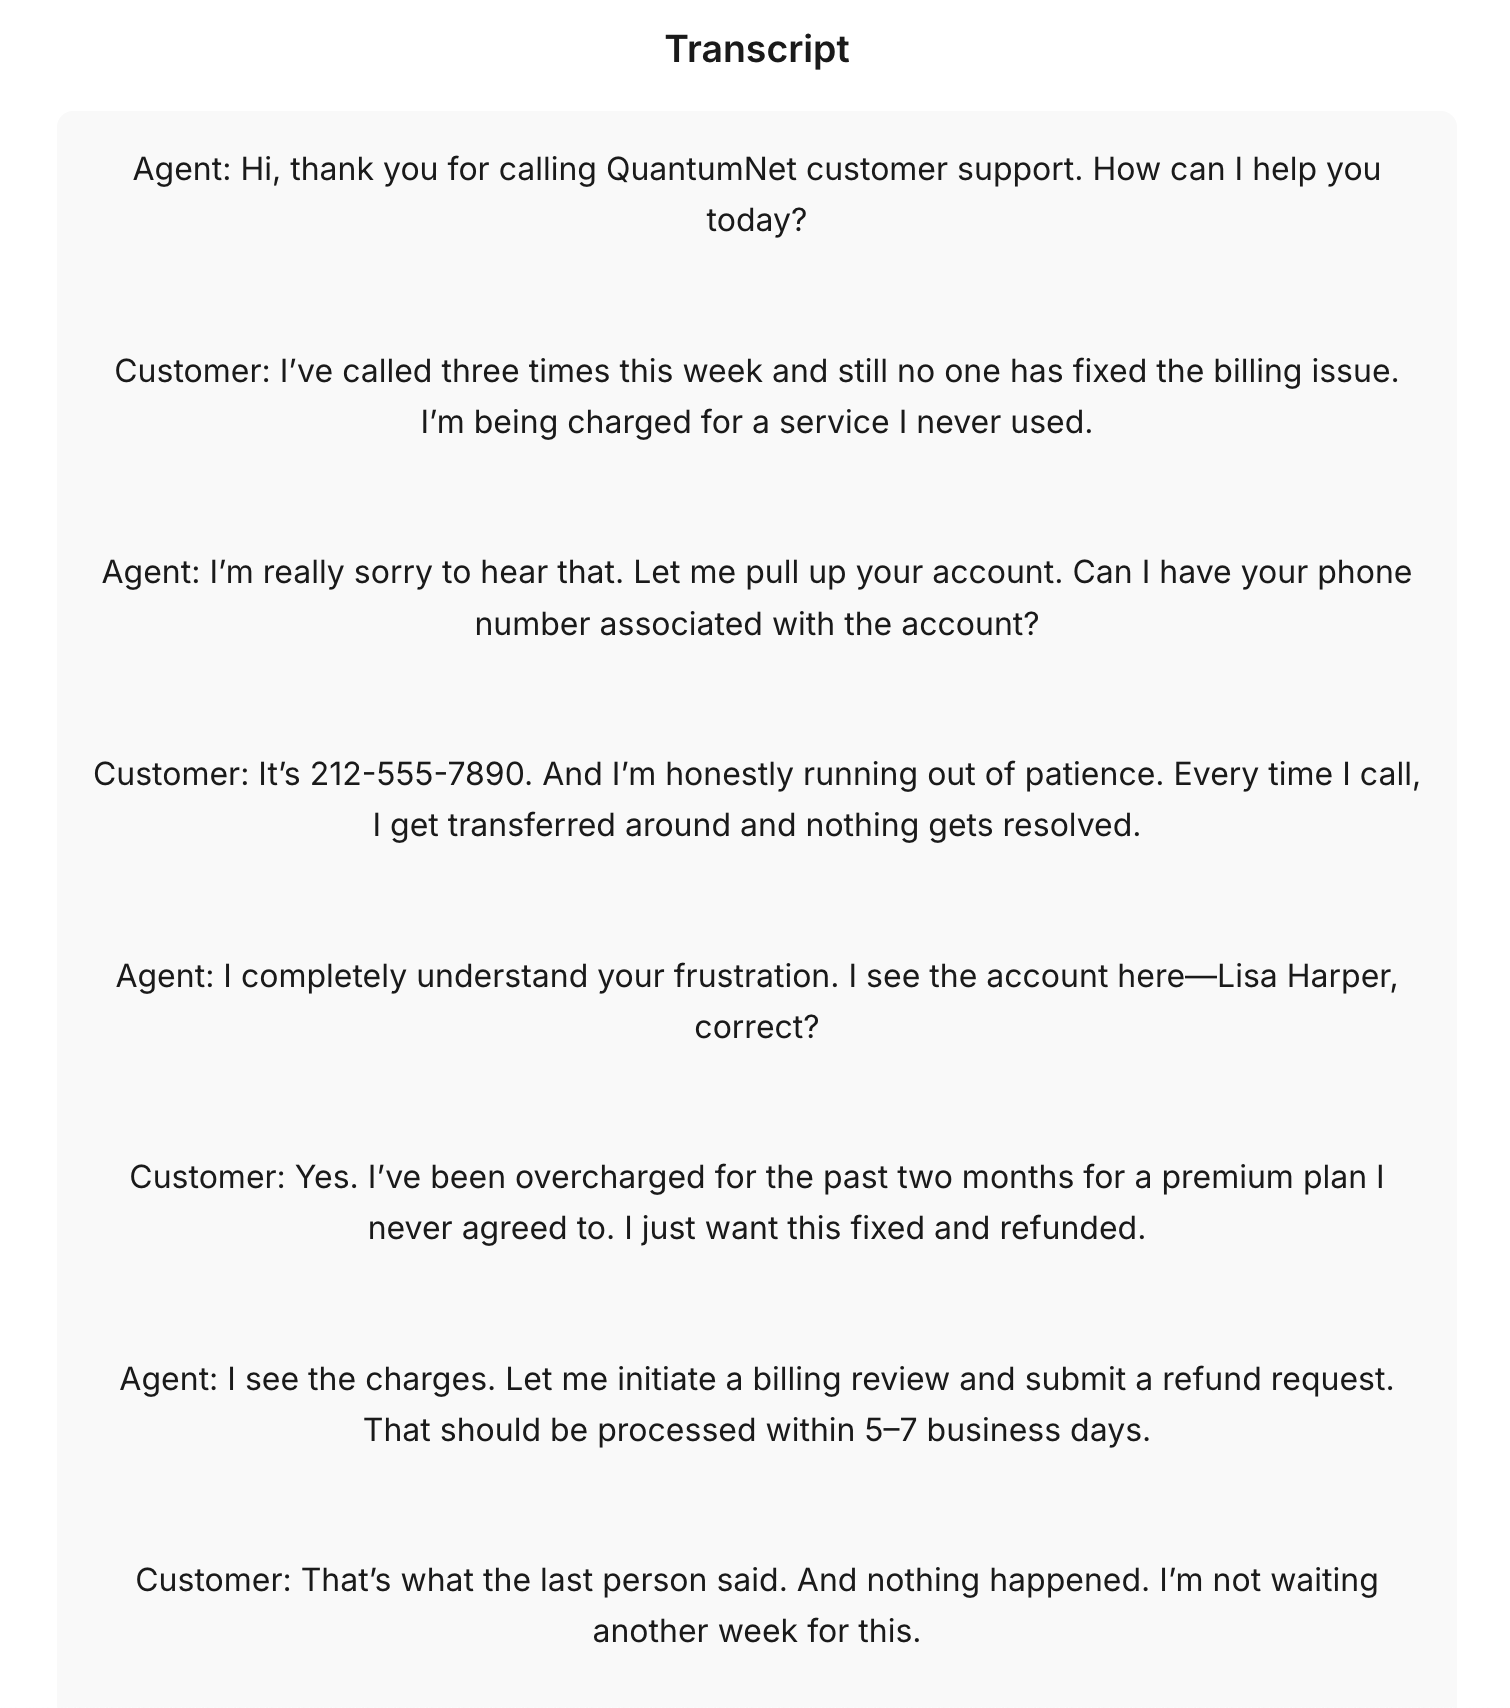 Transcript
Agent: Hi, thank you for calling QuantumNet customer support. How can I help you
today?
Customer: I’ve called three times this week and still no one has fixed the billing issue.
I’m being charged for a service I never used.
Agent: I’m really sorry to hear that. Let me pull up your account. Can I have your phone
number associated with the account?
Customer: It’s 212-555-7890. And I’m honestly running out of patience. Every time I call,
I get transferred around and nothing gets resolved.
Agent: I completely understand your frustration. I see the account here—Lisa Harper,
correct?
Customer: Yes. I’ve been overcharged for the past two months for a premium plan I
never agreed to. I just want this fixed and refunded.
Agent: I see the charges. Let me initiate a billing review and submit a refund request.
That should be processed within 5–7 business days.
Customer: That’s what the last person said. And nothing happened. I’m not waiting
another week for this.